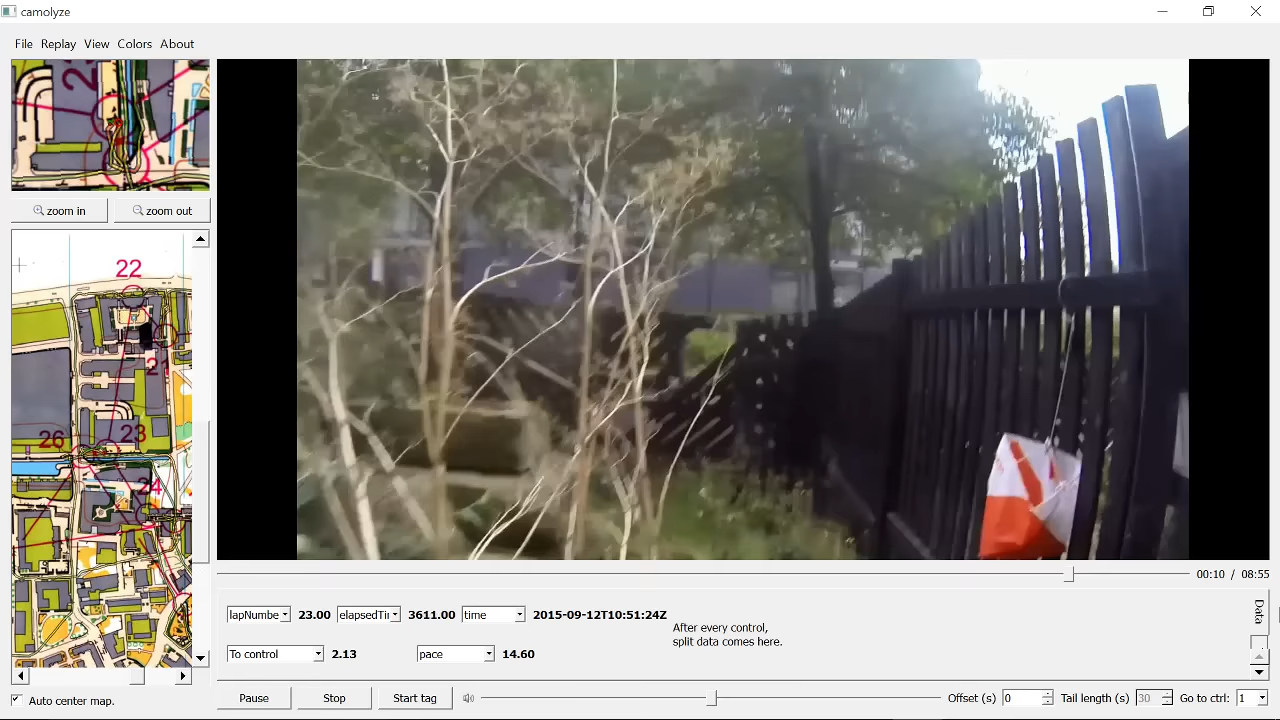 camolyze
File Replay View Colors About
zoom in zoom out
22
21
26 23
24
00:10 / 08:55
lapNumbe 23.00 elapsedTi 3611.00 time 2015-09-12T10:51:24Z
After every control,
split data comes here.
To control 2.13 pace 14.60
Data
Auto center map.
Pause Stop Start tag Offset (s) 0 Tail length (s) 30 Go to ctrl: 1